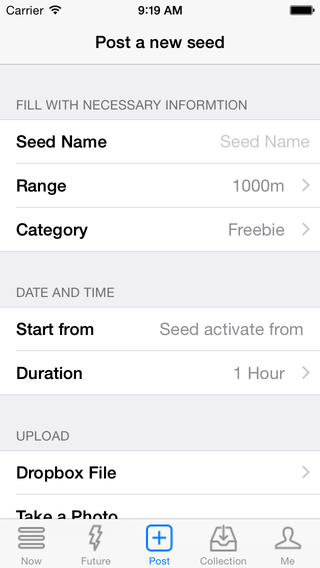 Carrier 9:19 AM
Post a new seed
FILL WITH NECESSARY INFORMTION
Seed Name Seed Name
Range 1000m
Category Freebie
DATE AND TIME
Start from Seed activate from
Duration 1 Hour
UPLOAD
Dropbox File
Take a Photo
Now Future Post Collection Me